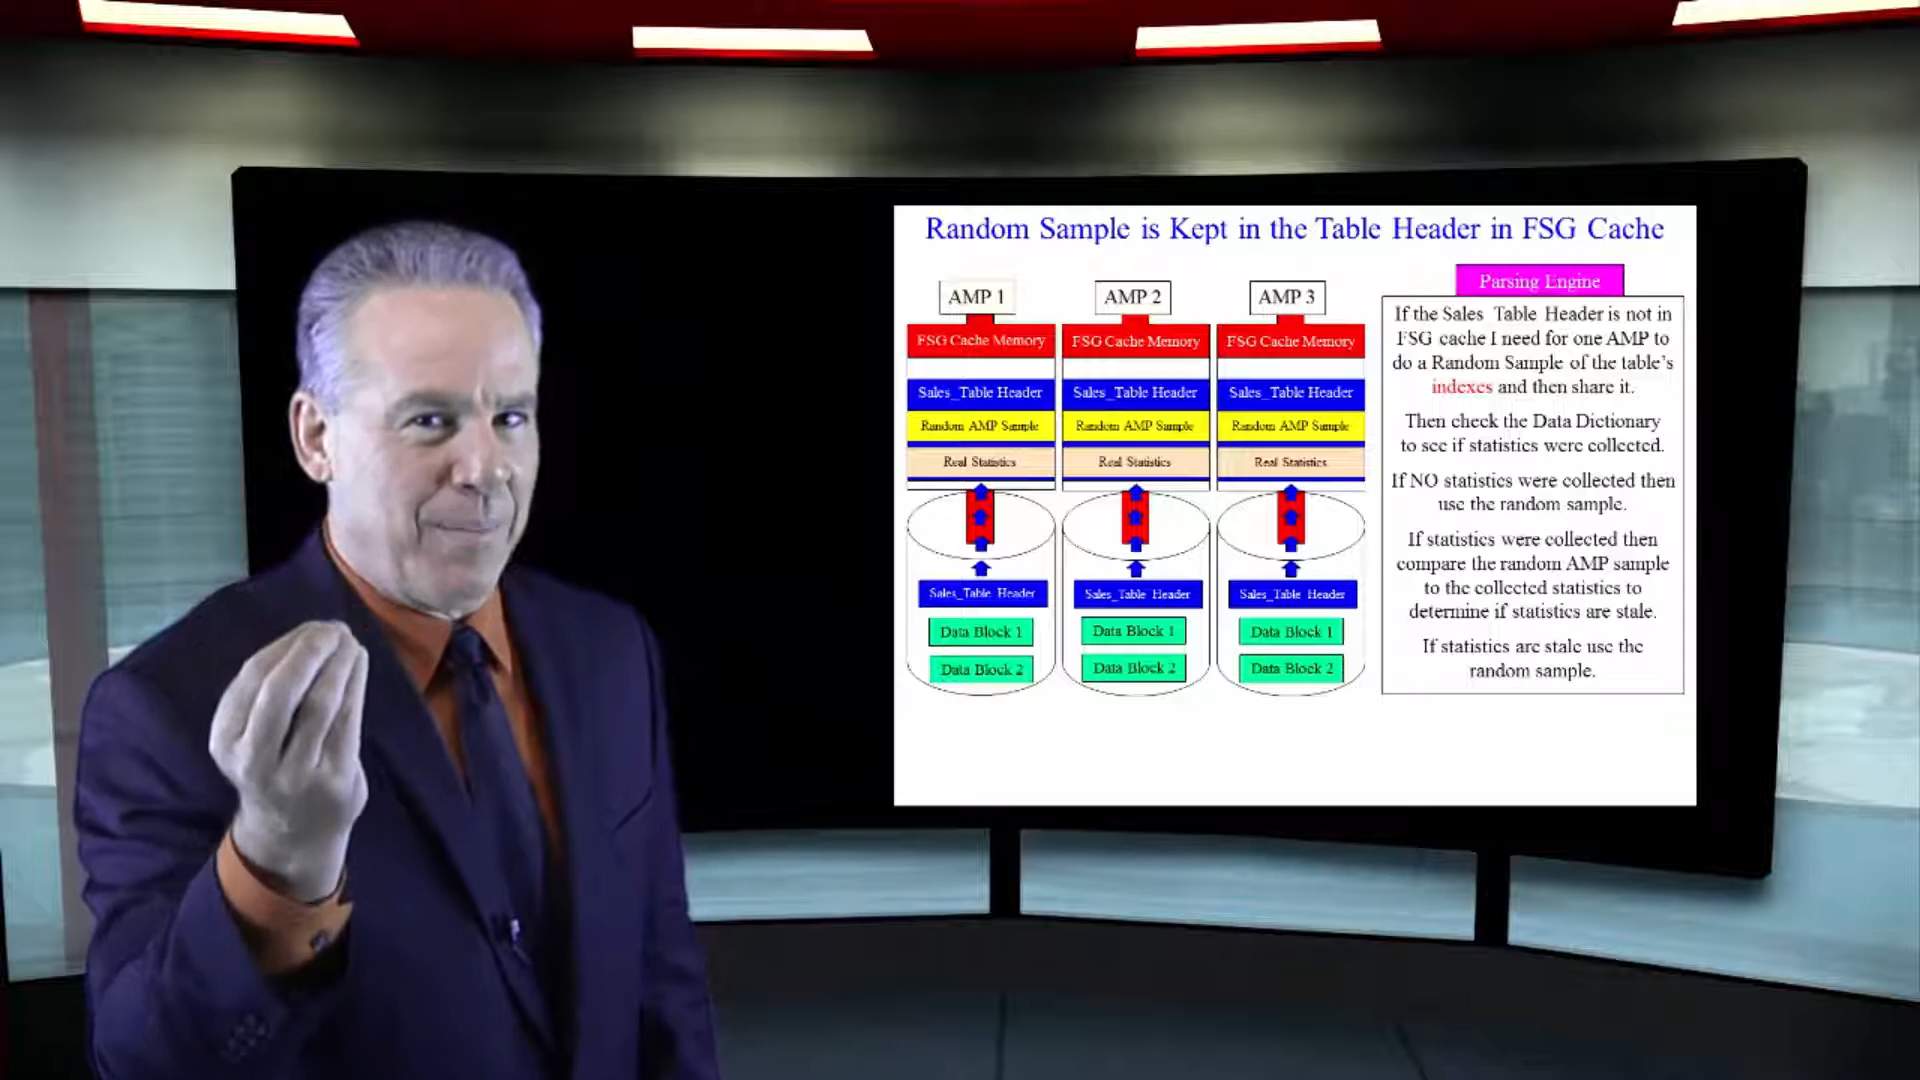 Random Sample is Kept in the Table Header in FSG Cache
AMP 1
AMP 2
AMP 3
FSG Cache Memory
FSG Cache Memory
FSG Cache Memory
Sales_Table Header
Sales_Table Header
Sales_Table Header
Random AMP Sample
Random AMP Sample
Random AMP Sample
Real Statistics
Real Statistics
Real Statistics
Sales_Table Header
Sales_Table Header
Sales_Table Header
Data Block 1
Data Block 1
Data Block 1
Data Block 2
Data Block 2
Data Block 2
Parsing Engine
If the Sales Table Header is not in
FSG cache I need for one AMP to
do a Random Sample of the table's
indexes and then share it.
Then check the Data Dictionary
to see if statistics were collected.
If NO statistics were collected then
use the random sample.
If statistics were collected then
compare the random AMP sample
to the collected statistics to
determine if statistics are stale.
If statistics are stale use the
random sample.